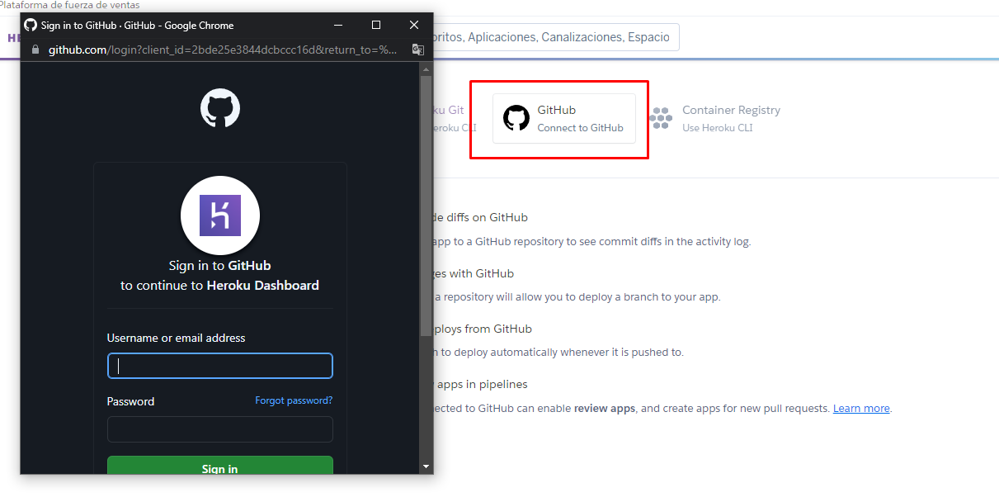 Plataforma de fuerza de ventas
Sign in to GitHub · GitHub - Google Chrome
github.com/login?client_id=2bde25e3844dcbccc16d&return_to=%...
HE
oritos, Aplicaciones, Canalizaciones, Espacio
ku Git
eroku CLI
GitHub
Connect to GitHub
Container Registry
Use Heroku CLI
Sign in to GitHub
to continue to Heroku Dashboard
Username or email address
Password
Forgot password?
Sign in
de diffs on GitHub
app to a GitHub repository to see commit diffs in the activity log.
ges with GitHub
a repository will allow you to deploy a branch to your app.
ploys from GitHub
h to deploy automatically whenever it is pushed to.
apps in pipelines
ected to GitHub can enable review apps, and create apps for new pull requests. Learn more.